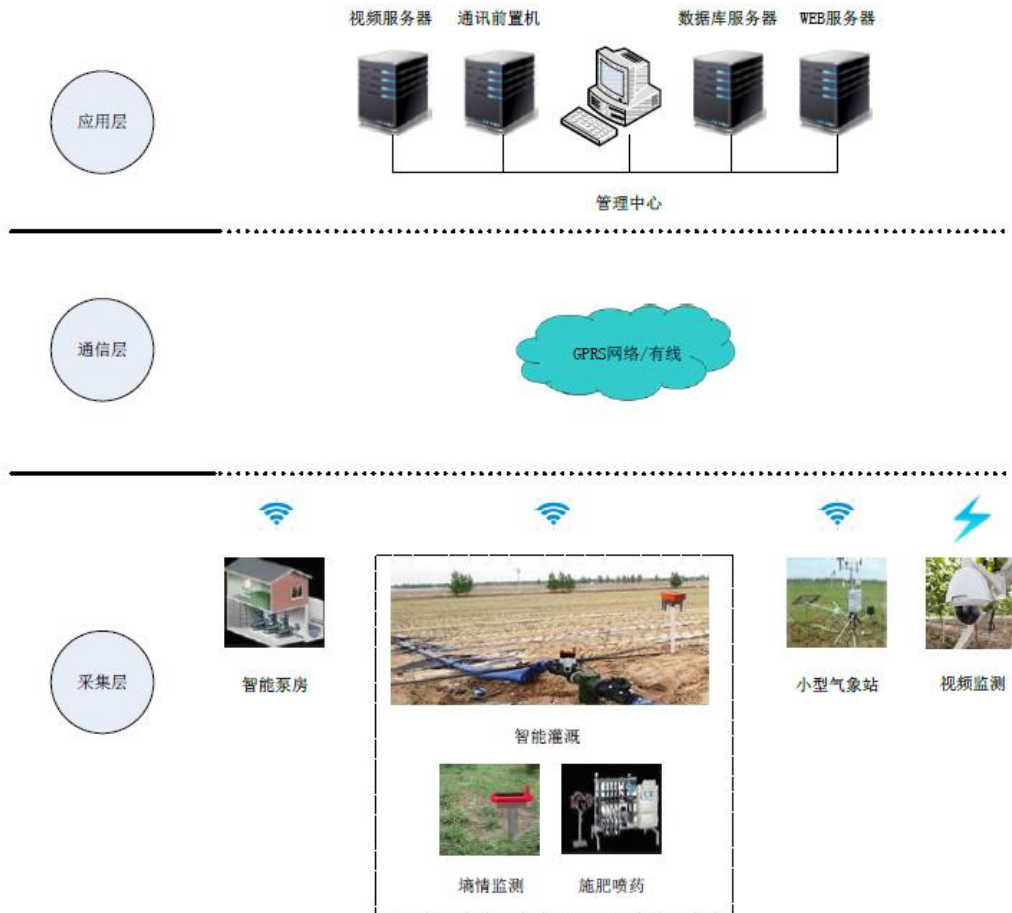 视频服务器
通讯前置机
数据库服务器
WEB服务器
应用层
管理中心
通信层
GPRS网络/有线
采集层
智能泵房
小型气象站
视频监测
智能灌溉
墒情监测
施肥喷药